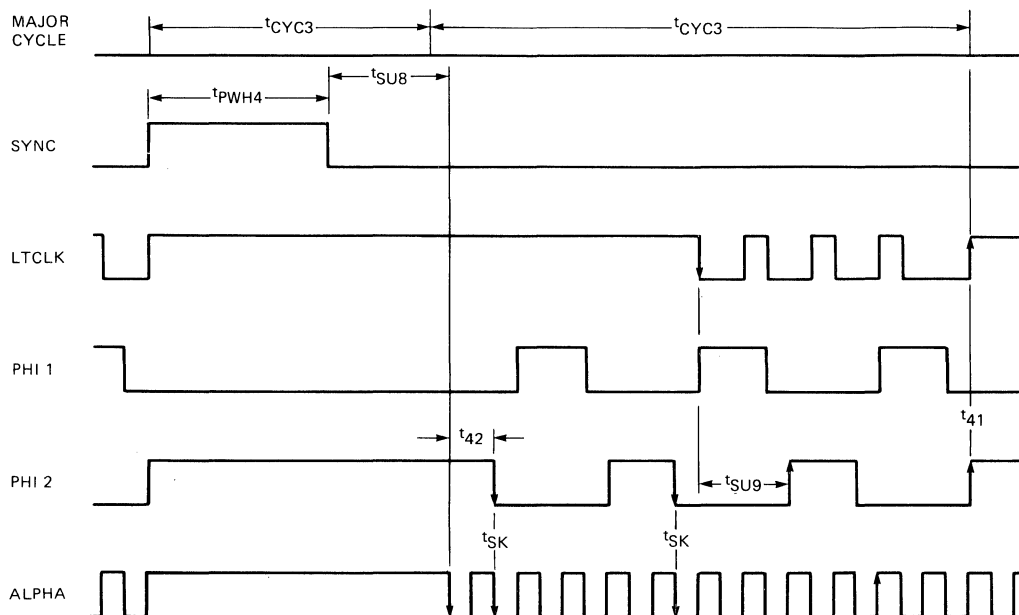 MAJOR
CYCLE
tCYC3
tCYC3
tSU8
tPWH4
SYNC
LTCLK
PHI 1
t41
t42
PHI 2
tSU9
tSK
tSK
ALPHA